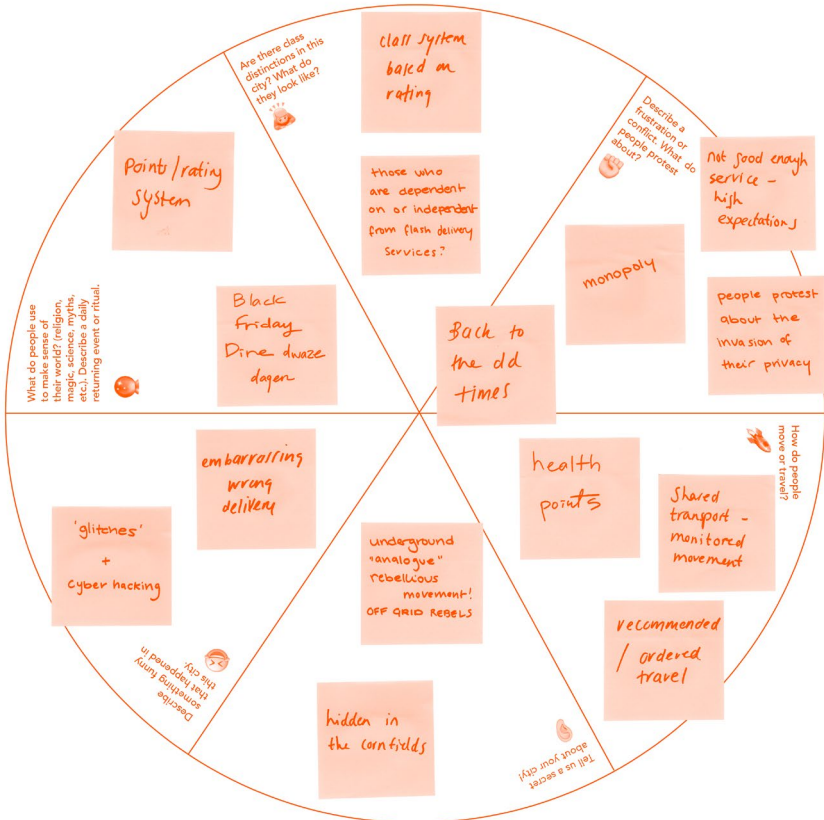 Are there class
distinctions in this
city? What do
they look like?
class system
based on
rating
those who
are dependent
on or independent
from flash delivery
services?
Describe a
frustration or
conflict. What do
people protest
about?
not good enough
service –
high
expectations
monopoly
people protest
about the
invasion of
their privacy
Back to
the old
times
How do people
move or travel?
health
points
Shared
transport –
monitored
movement
recommended
/ ordered
travel
Tell us a secret
about your city!
underground
"analogue"
rebellious
movement!
OFF GRID REBELS
hidden in
the cornfields
Describe
something funny
that happened in
this city.
embarrassing
wrong
delivery
'glitches'
+
cyber hacking
What do people use
to make sense of
their world? (religion,
magic, science, myths,
etc.). Describe a daily
returning event or ritual.
Points/rating
system
Black
Friday
Dine dwaze
dagen